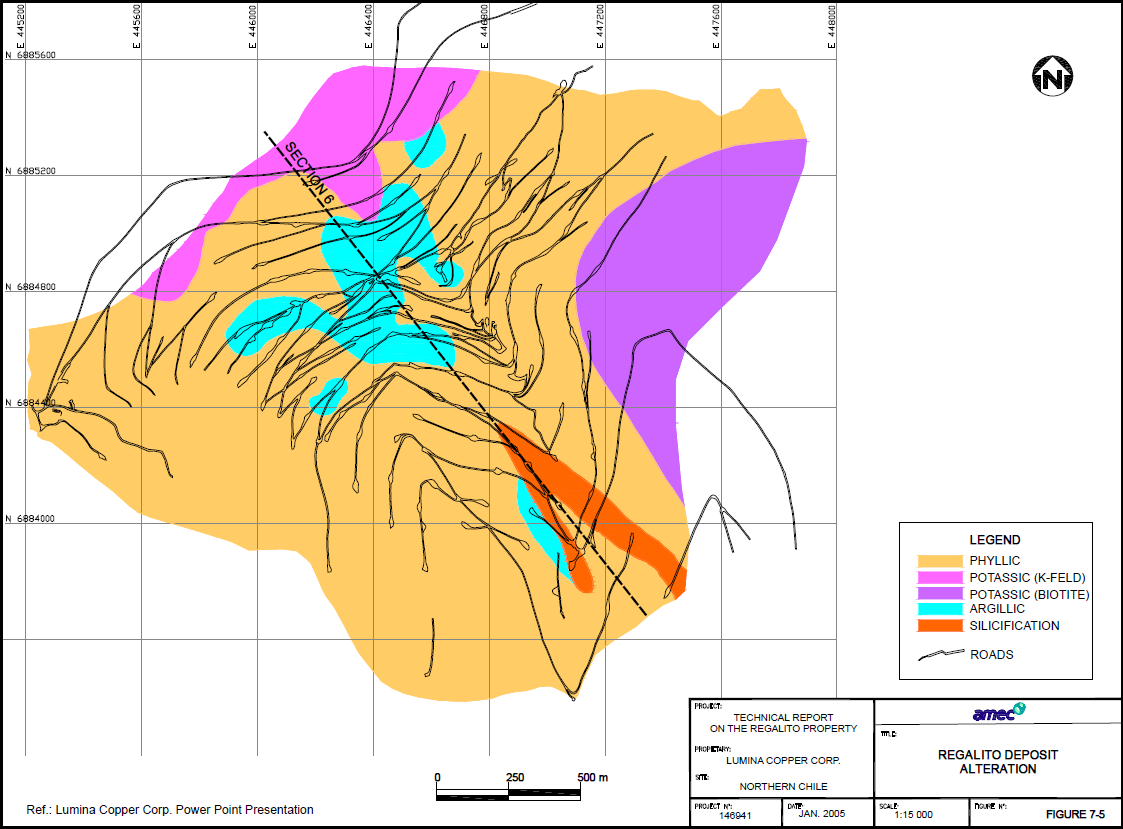 E 445200
E 445600
E 446000
E 446400
E 446800
E 447200
E 447600
E 448000
N 6885600
N
SECTION 6
N 6885200
N 6884800
N 6884400
N 6884000
LEGEND
PHYLLIC
POTASSIC (K-FELD)
POTASSIC (BIOTITE)
ARGILLIC
SILICIFICATION
ROADS
PROJECT:
TECHNICAL REPORT
ON THE REGALITO PROPERTY
PROPIETARY:
LUMINA COPPER CORP.
SITE:
NORTHERN CHILE
amec
TITLE:
REGALITO DEPOSIT
ALTERATION
PROJECT N°:
146941
DATE:
JAN. 2005
SCALE:
1:15 000
FIGURE N°:
FIGURE 7-5
0 250 500 m
Ref.: Lumina Copper Corp. Power Point Presentation